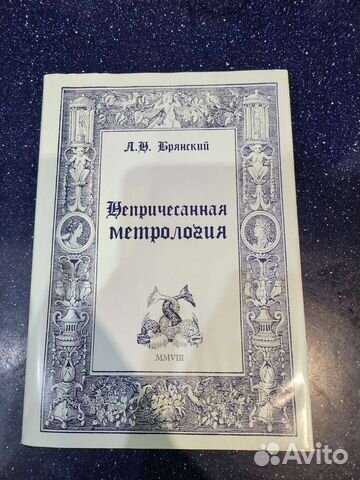 Л.Н. Брянский
Непричесанная
метрология
MMVIII
Avito